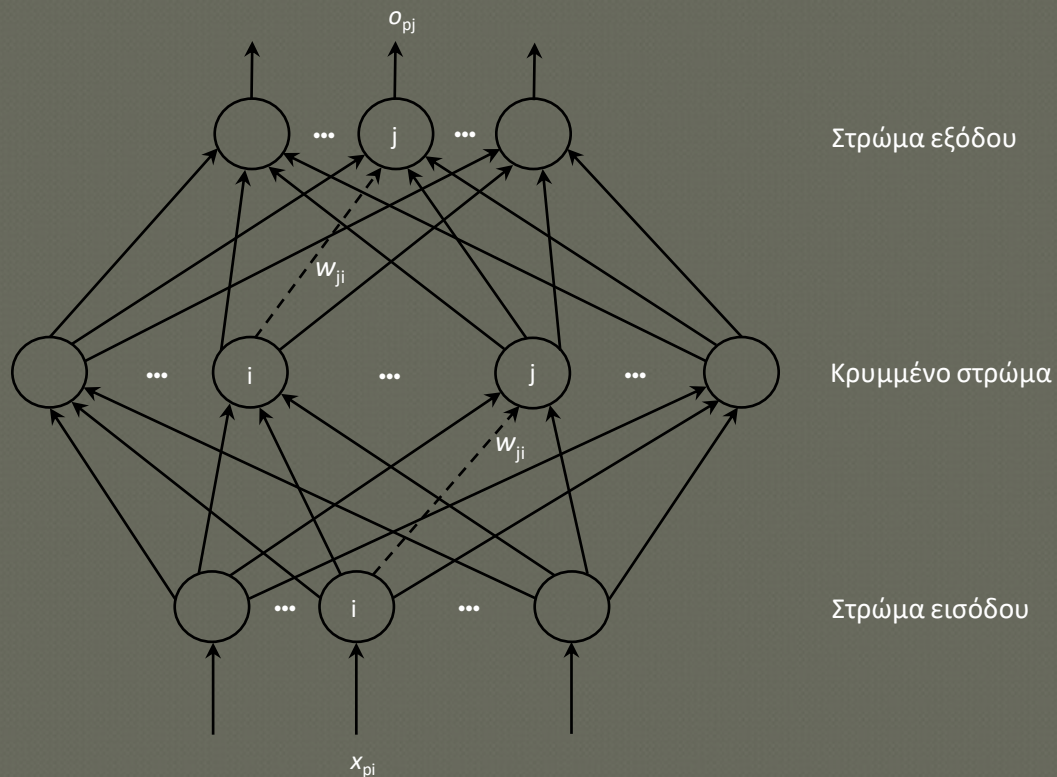 o_pj
... j ... Στρώμα εξόδου
w_ji
... i ... j ... Κρυμμένο στρώμα
w_ji
... i ... Στρώμα εισόδου
x_pi